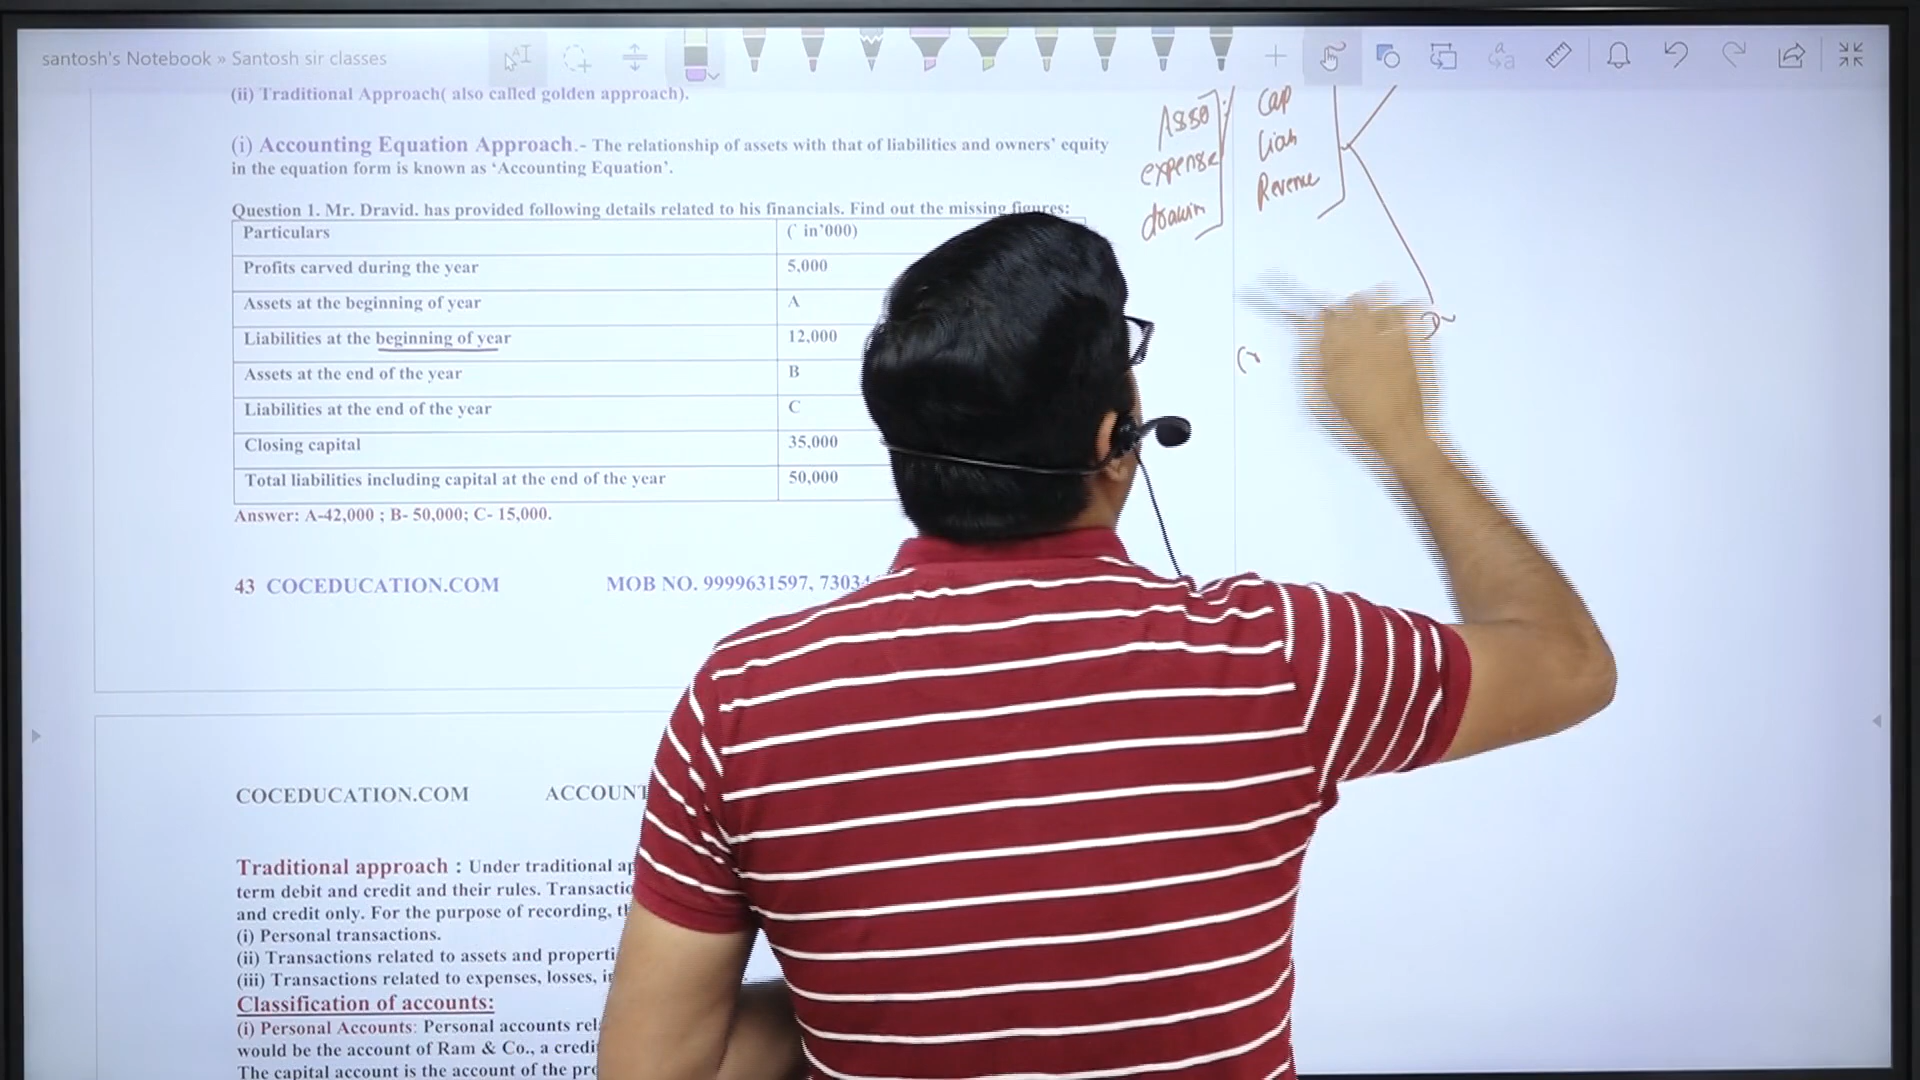 santosh's Notebook » Santosh sir classes
(ii) Traditional Approach( also called golden approach).
(i) Accounting Equation Approach.- The relationship of assets with that of liabilities and owners' equity
in the equation form is known as 'Accounting Equation'.
Question 1. Mr. Dravid. has provided following details related to his financials. Find out the missing figures:
Particulars (` in'000)
Profits carved during the year 5,000
Assets at the beginning of year A
Liabilities at the beginning of year 12,000
Assets at the end of the year B
Liabilities at the end of the year C
Closing capital 35,000
Total liabilities including capital at the end of the year 50,000
Answer: A-42,000 ; B- 50,000; C- 15,000.
43 COCEDUCATION.COM MOB NO. 9999631597, 7303
COCEDUCATION.COM ACCOUNT
Traditional approach : Under traditional ap
term debit and credit and their rules. Transactio
and credit only. For the purpose of recording, th
(i) Personal transactions.
(ii) Transactions related to assets and properti
(iii) Transactions related to expenses, losses, in
Classification of accounts:
(i) Personal Accounts: Personal accounts rel
would be the account of Ram & Co., a credi
The capital account is the account of the pro
expense
Cap
Liab
Revenue